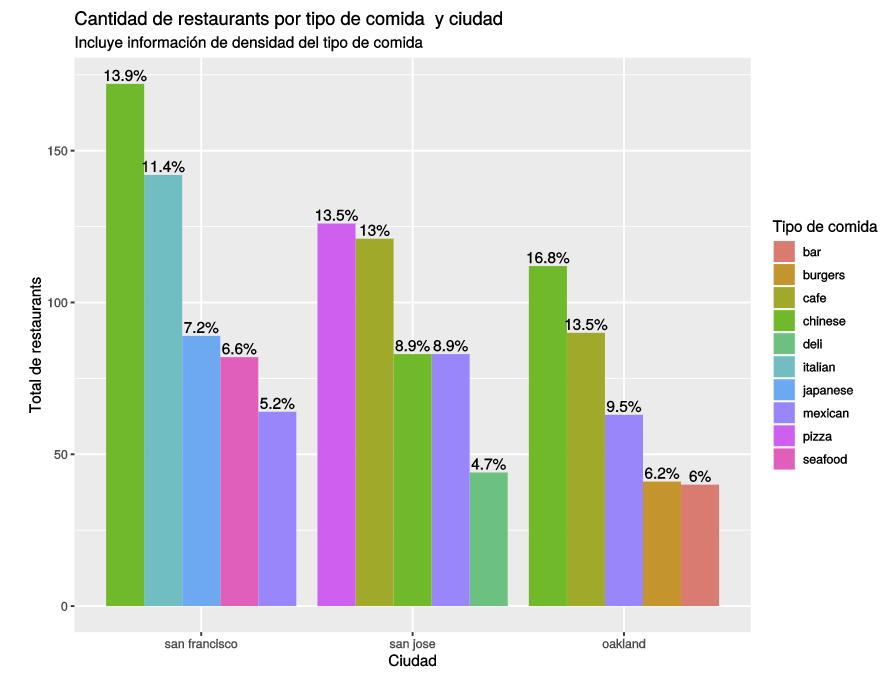 Cantidad de restaurants por tipo de comida  y ciudad
Incluye información de densidad del tipo de comida
13.9%
11.4%
7.2%
6.6%
5.2%
13.5%
13%
8.9%
8.9%
4.7%
16.8%
13.5%
9.5%
6.2%
6%
150
100
50
0
Total de restaurants
san francisco
san jose
oakland
Ciudad
Tipo de comida
bar
burgers
cafe
chinese
deli
italian
japanese
mexican
pizza
seafood